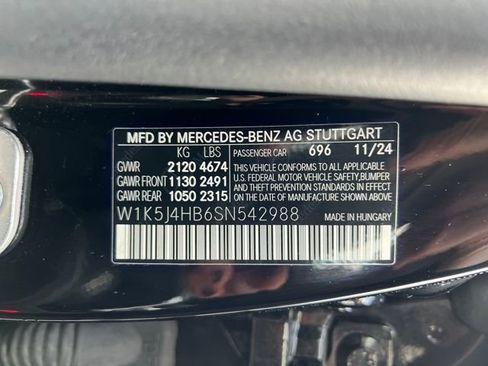 MFD BY MERCEDES-BENZ AG STUTTGART
KG LBS PASSENGER CAR 696 11/24
GVWR 2120 4674 THIS VEHICLE CONFORMS TO ALL APPLICABLE
GAWR FRONT 1130 2491 U.S. FEDERAL MOTOR VEHICLE SAFETY,BUMPER
GAWR REAR 1050 2315 AND THEFT PREVENTION STANDARDS IN EFFECT
ON THE DATE OF MANUFACTURE SHOWN ABOVE.
W1K5J4HB6SN542988 MADE IN HUNGARY